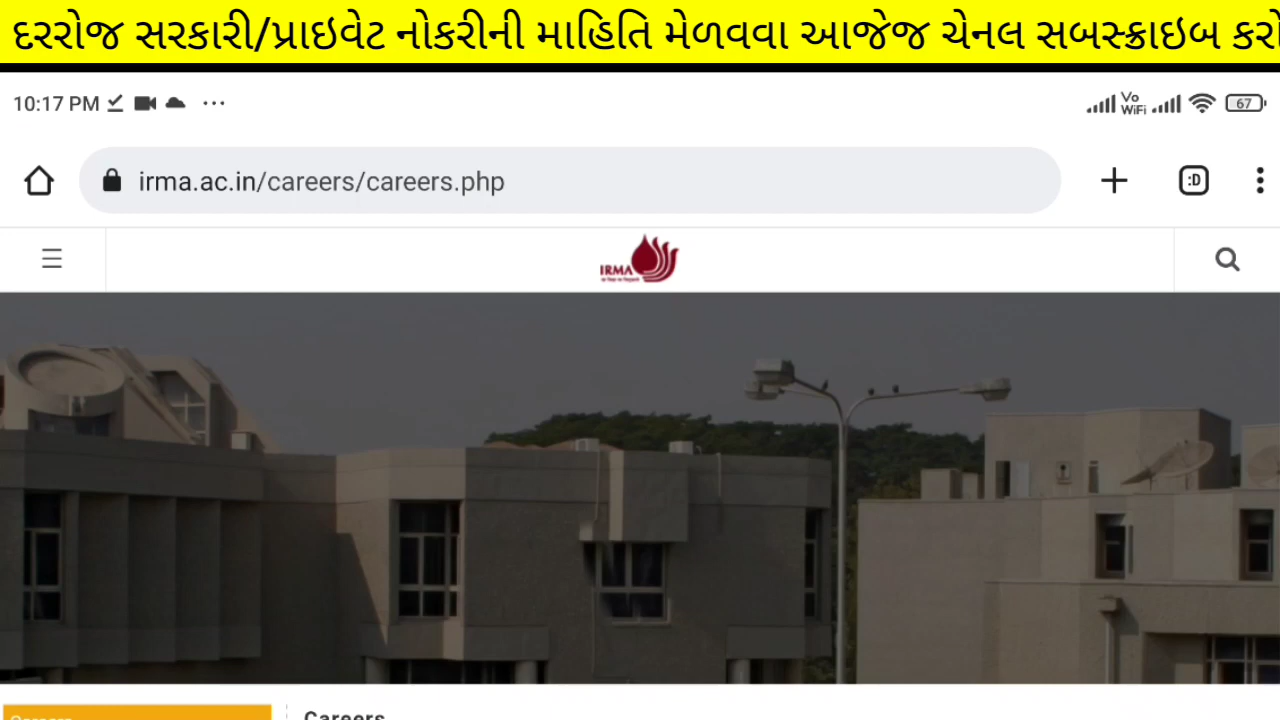 દરરોજ સરકારી/પ્રાઇવેટ નોકરીની માહિતિ મેળવવા આજેજ ચેનલ સબસ્ક્રાઇબ કરો
10:17 PM ... Vo WiFi 67
irma.ac.in/careers/careers.php :D
IRMA
Careers Careers